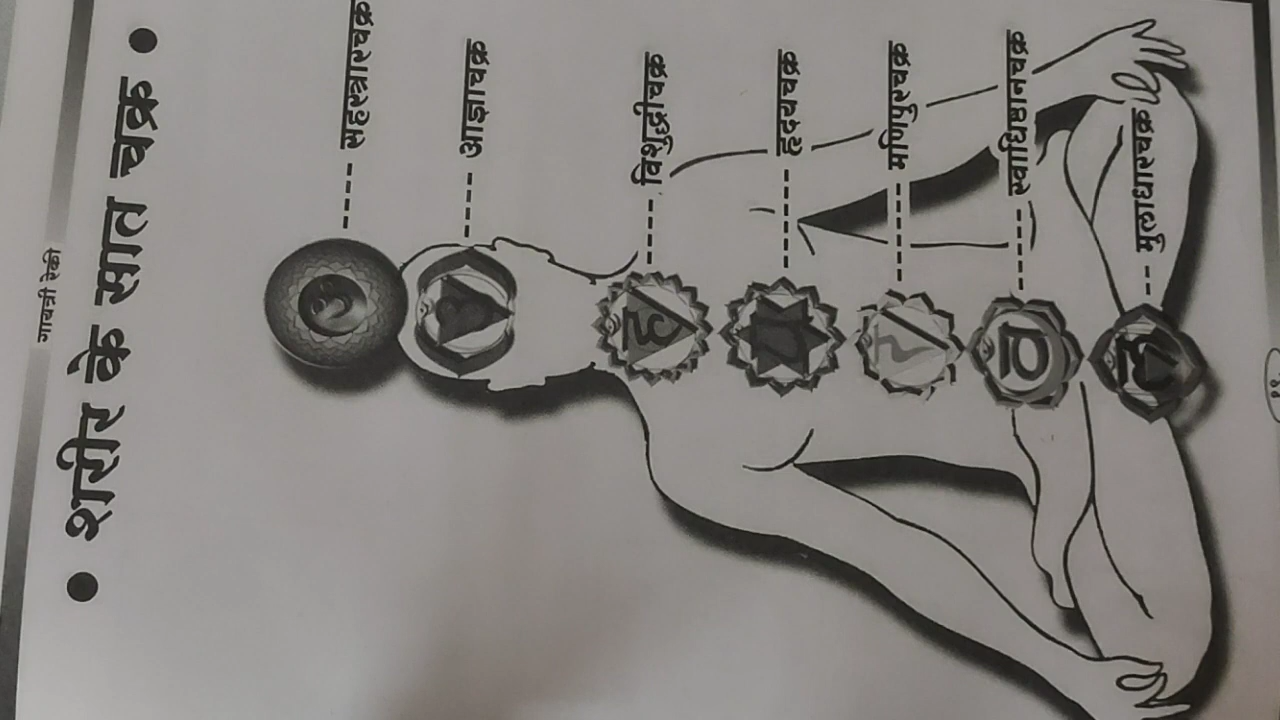 गायत्री रेकी
● शरीर के सात चक्र ●
सहस्त्रारचक्र
आज्ञाचक्र
विशुद्धीचक्र
हं
हृदयचक्र
यं
मणिपुरचक्र
रं
स्वाधिष्ठानचक्र
वं
मुलाधारचक्र
लं